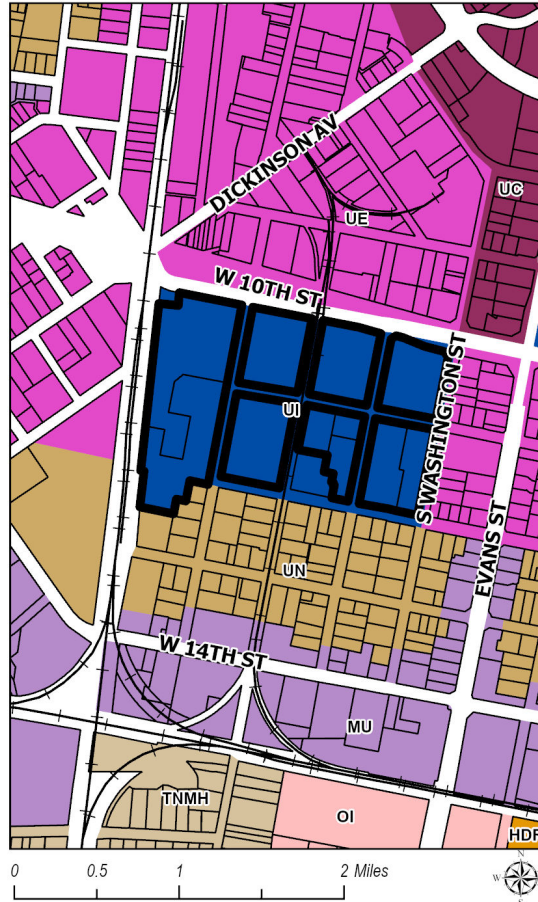 DICKINSON AV
UC
UE
W 10TH ST
UI
S WASHINGTON ST
EVANS ST
UN
W 14TH ST
MU
TNMH
OI
HDR
0 0.5 1 2 Miles
N
W